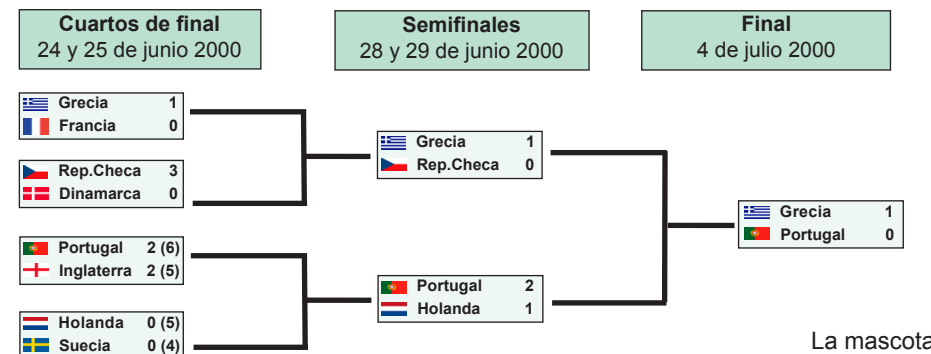 Cuartos de final
24 y 25 de junio 2000
Semifinales
28 y 29 de junio 2000
Final
4 de julio 2000
Grecia 1
Francia 0
Rep.Checa 3
Dinamarca 0
Portugal 2 (6)
Inglaterra 2 (5)
Holanda 0 (5)
Suecia 0 (4)
Grecia 1
Rep.Checa 0
Portugal 2
Holanda 1
Grecia 1
Portugal 0
La mascota